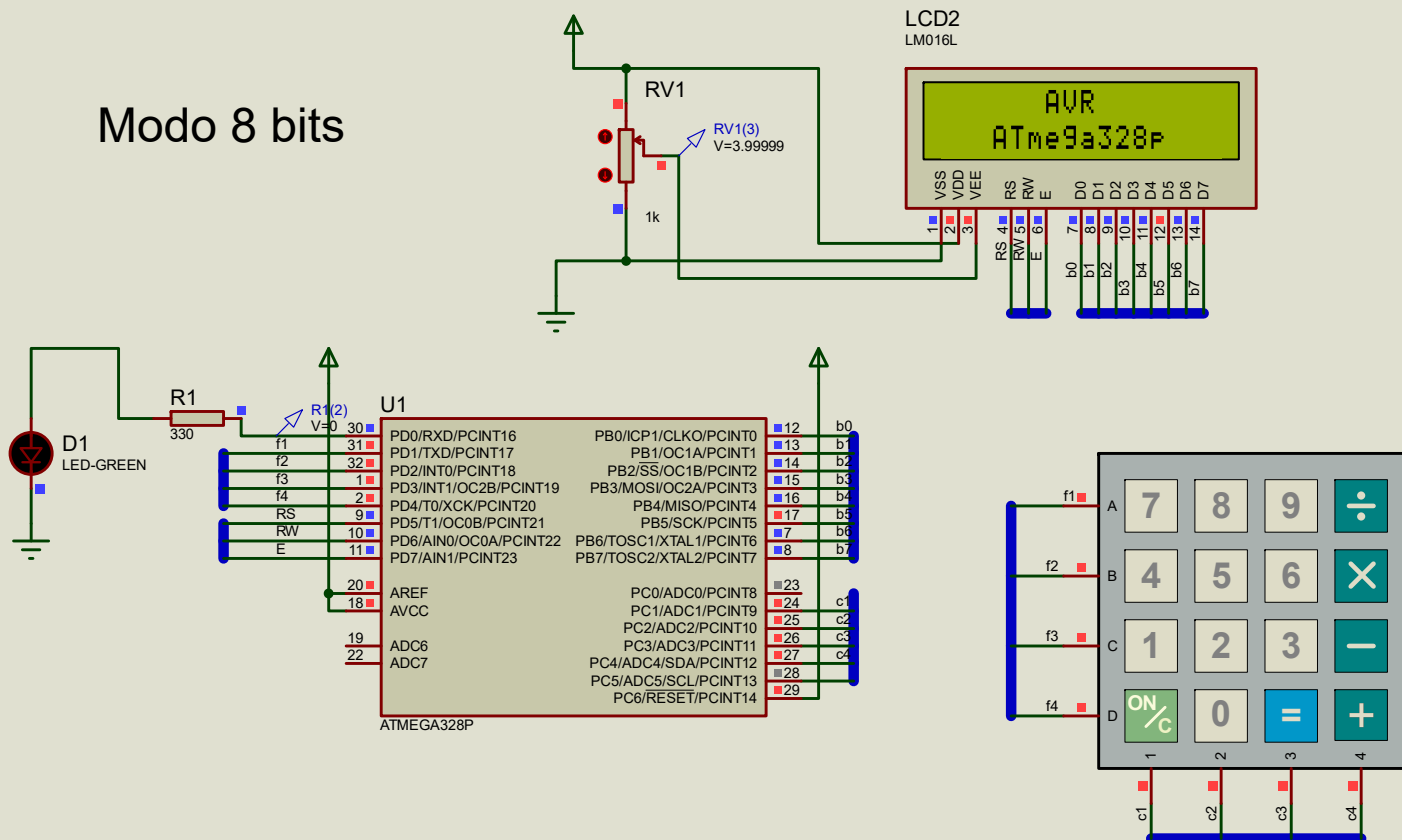 LCD2
LM016L
AVR
ATmega328p
VSS
VDD
VEE
RS
RW
E
D0
D1
D2
D3
D4
D5
D6
D7
1
2
3
4
5
6
7
8
9
10
11
12
13
14
RS
RW
E
b0
b1
b2
b3
b4
b5
b6
b7
Modo 8 bits
RV1
RV1(3)
V=3.99999
1k
R1
330
R1(2)
V=0
D1
LED-GREEN
U1
30 PD0/RXD/PCINT16
f1 31 PD1/TXD/PCINT17
f2 32 PD2/INT0/PCINT18
f3 1 PD3/INT1/OC2B/PCINT19
f4 2 PD4/T0/XCK/PCINT20
RS 9 PD5/T1/OC0B/PCINT21
RW 10 PD6/AIN0/OC0A/PCINT22
E 11 PD7/AIN1/PCINT23
20 AREF
18 AVCC
19 ADC6
22 ADC7
PB0/ICP1/CLKO/PCINT0 12 b0
PB1/OC1A/PCINT1 13 b1
PB2/SS/OC1B/PCINT2 14 b2
PB3/MOSI/OC2A/PCINT3 15 b3
PB4/MISO/PCINT4 16 b4
PB5/SCK/PCINT5 17 b5
PB6/TOSC1/XTAL1/PCINT6 7 b6
PB7/TOSC2/XTAL2/PCINT7 8 b7
PC0/ADC0/PCINT8 23
PC1/ADC1/PCINT9 24 c1
PC2/ADC2/PCINT10 25 c2
PC3/ADC3/PCINT11 26 c3
PC4/ADC4/SDA/PCINT12 27 c4
PC5/ADC5/SCL/PCINT13 28
PC6/RESET/PCINT14 29
ATMEGA328P
f1 A 7 8 9 ÷
f2 B 4 5 6 ×
f3 C 1 2 3 −
f4 D ON/C 0 = +
1 2 3 4
c1 c2 c3 c4